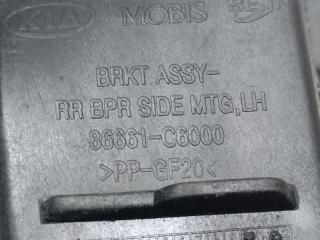 KIA MOBIS
BRKT ASSY-
RR BPR SIDE MTG,LH
86661-C6000
>PP-GF20<